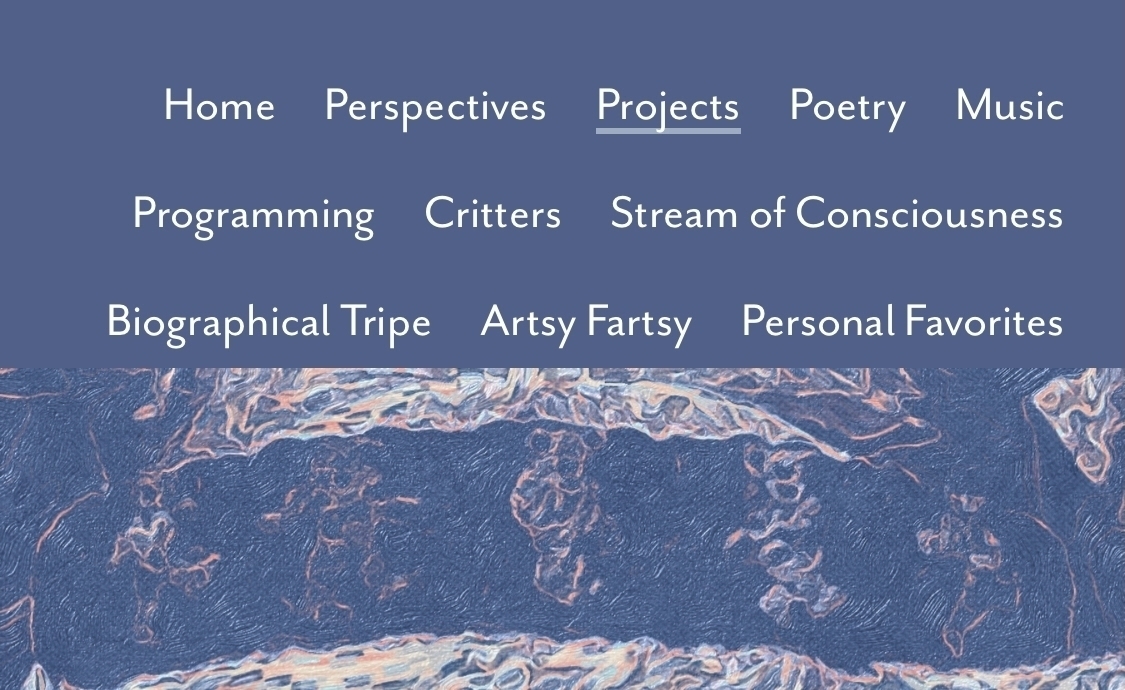 Home Perspectives Projects Poetry Music
Programming Critters Stream of Consciousness
Biographical Tripe Artsy Fartsy Personal Favorites